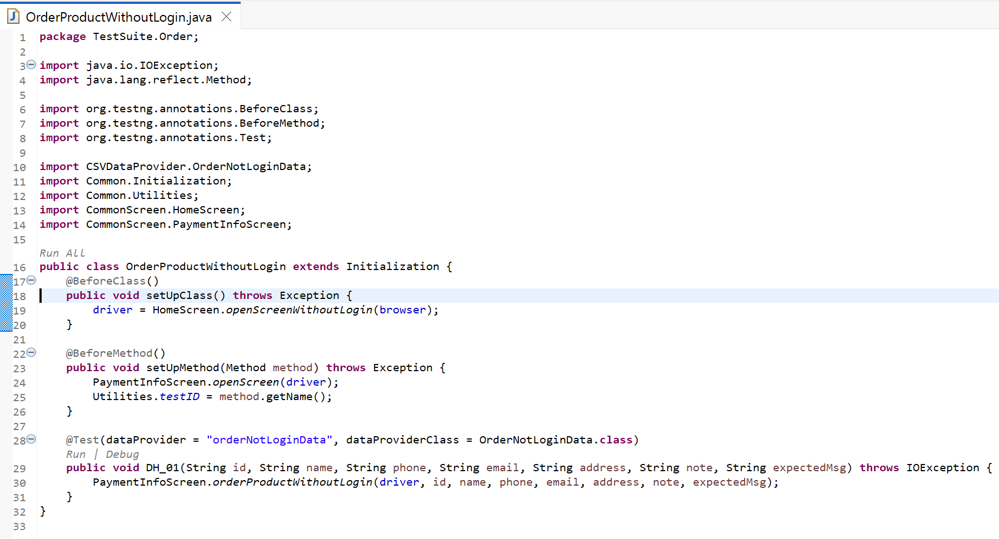 OrderProductWithoutLogin.java
1 package TestSuite.Order;
2
3 import java.io.IOException;
4 import java.lang.reflect.Method;
5
6 import org.testng.annotations.BeforeClass;
7 import org.testng.annotations.BeforeMethod;
8 import org.testng.annotations.Test;
9
10 import CSVDataProvider.OrderNotLoginData;
11 import Common.Initialization;
12 import Common.Utilities;
13 import CommonScreen.HomeScreen;
14 import CommonScreen.PaymentInfoScreen;
15
Run All
16 public class OrderProductWithoutLogin extends Initialization {
17     @BeforeClass()
18     public void setUpClass() throws Exception {
19         driver = HomeScreen.openScreenWithoutLogin(browser);
20     }
21
22     @BeforeMethod()
23     public void setUpMethod(Method method) throws Exception {
24         PaymentInfoScreen.openScreen(driver);
25         Utilities.testID = method.getName();
26     }
27
28     @Test(dataProvider = "orderNotLoginData", dataProviderClass = OrderNotLoginData.class)
Run | Debug
29     public void DH_01(String id, String name, String phone, String email, String address, String note, String expectedMsg) throws IOException {
30         PaymentInfoScreen.orderProductWithoutLogin(driver, id, name, phone, email, address, note, expectedMsg);
31     }
32 }
33